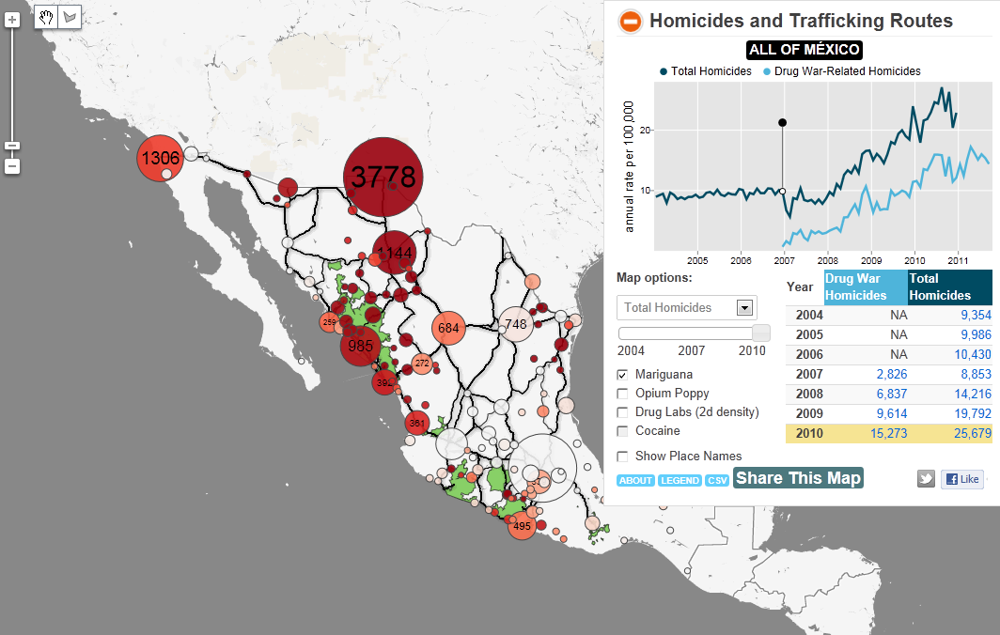 Homicides and Trafficking Routes
ALL OF MÉXICO
Total Homicides Drug War-Related Homicides
annual rate per 100,000
20
10
2005 2006 2007 2008 2009 2010 2011
Map options:
Total Homicides
2004 2007 2010
Mariguana
Opium Poppy
Drug Labs (2d density)
Cocaine
Show Place Names
ABOUT LEGEND CSV Share This Map
Like
Year Drug War Homicides Total Homicides
2004 NA 9,354
2005 NA 9,986
2006 NA 10,430
2007 2,826 8,853
2008 6,837 14,216
2009 9,614 19,792
2010 15,273 25,679
1306
3778
1144
259
684
748
985
272
392
361
495